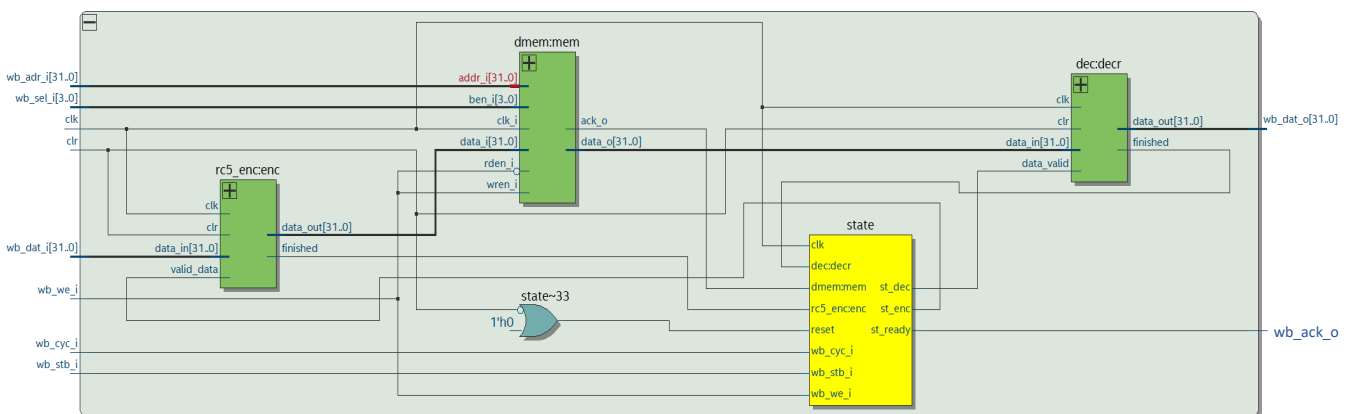 dmem:mem
dec:decr
wb_adr_i[31..0]
addr_i[31..0]
wb_sel_i[3..0]
ben_i[3..0]
clk
clk
clk_i
ack_o
clr
data_out[31..0]
wb_dat_o[31..0]
clr
data_i[31..0]
data_o[31..0]
data_in[31..0]
finished
rden_i
data_valid
rc5_enc:enc
wren_i
clk
clr
data_out[31..0]
state
wb_dat_i[31..0]
data_in[31..0]
finished
clk
valid_data
dec:decr
wb_we_i
dmem:mem
st_dec
state~33
rc5_enc:enc
st_enc
1'h0
reset
st_ready
wb_ack_o
wb_cyc_i
wb_cyc_i
wb_stb_i
wb_stb_i
wb_we_i